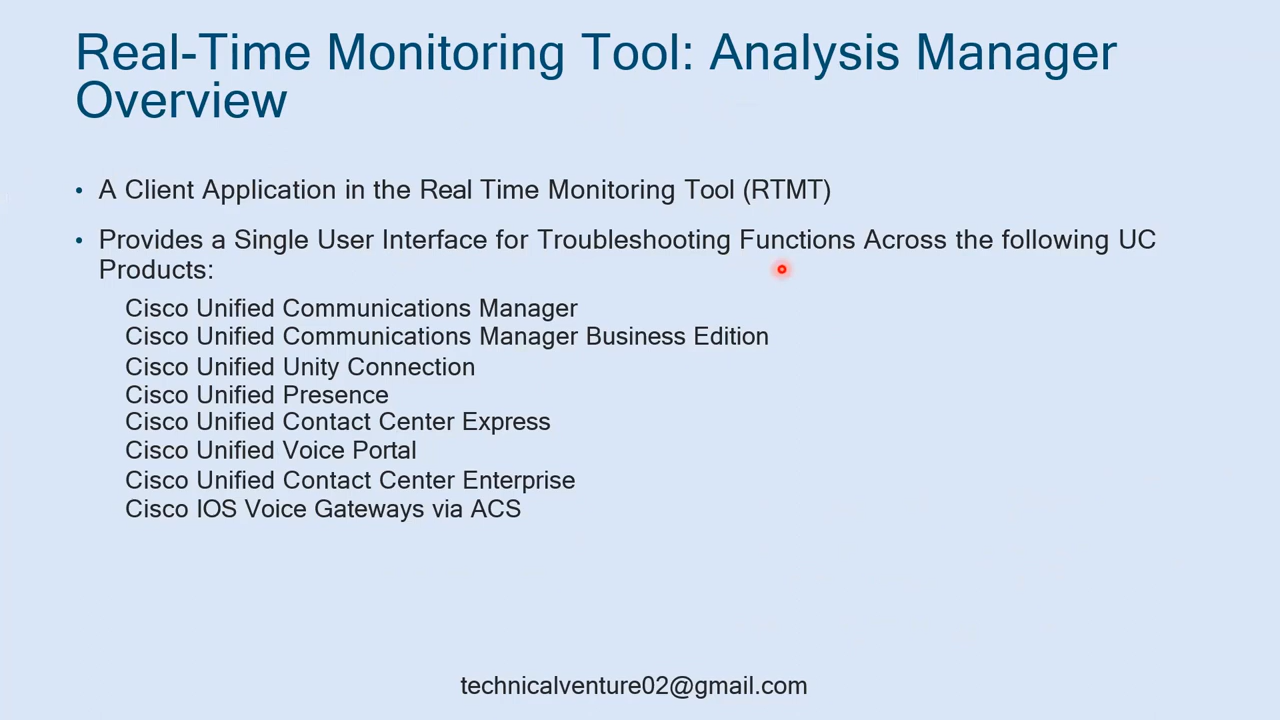 Real-Time Monitoring Tool: Analysis Manager
Overview
• A Client Application in the Real Time Monitoring Tool (RTMT)
• Provides a Single User Interface for Troubleshooting Functions Across the following UC
Products:
Cisco Unified Communications Manager
Cisco Unified Communications Manager Business Edition
Cisco Unified Unity Connection
Cisco Unified Presence
Cisco Unified Contact Center Express
Cisco Unified Voice Portal
Cisco Unified Contact Center Enterprise
Cisco IOS Voice Gateways via ACS
technicalventure02@gmail.com